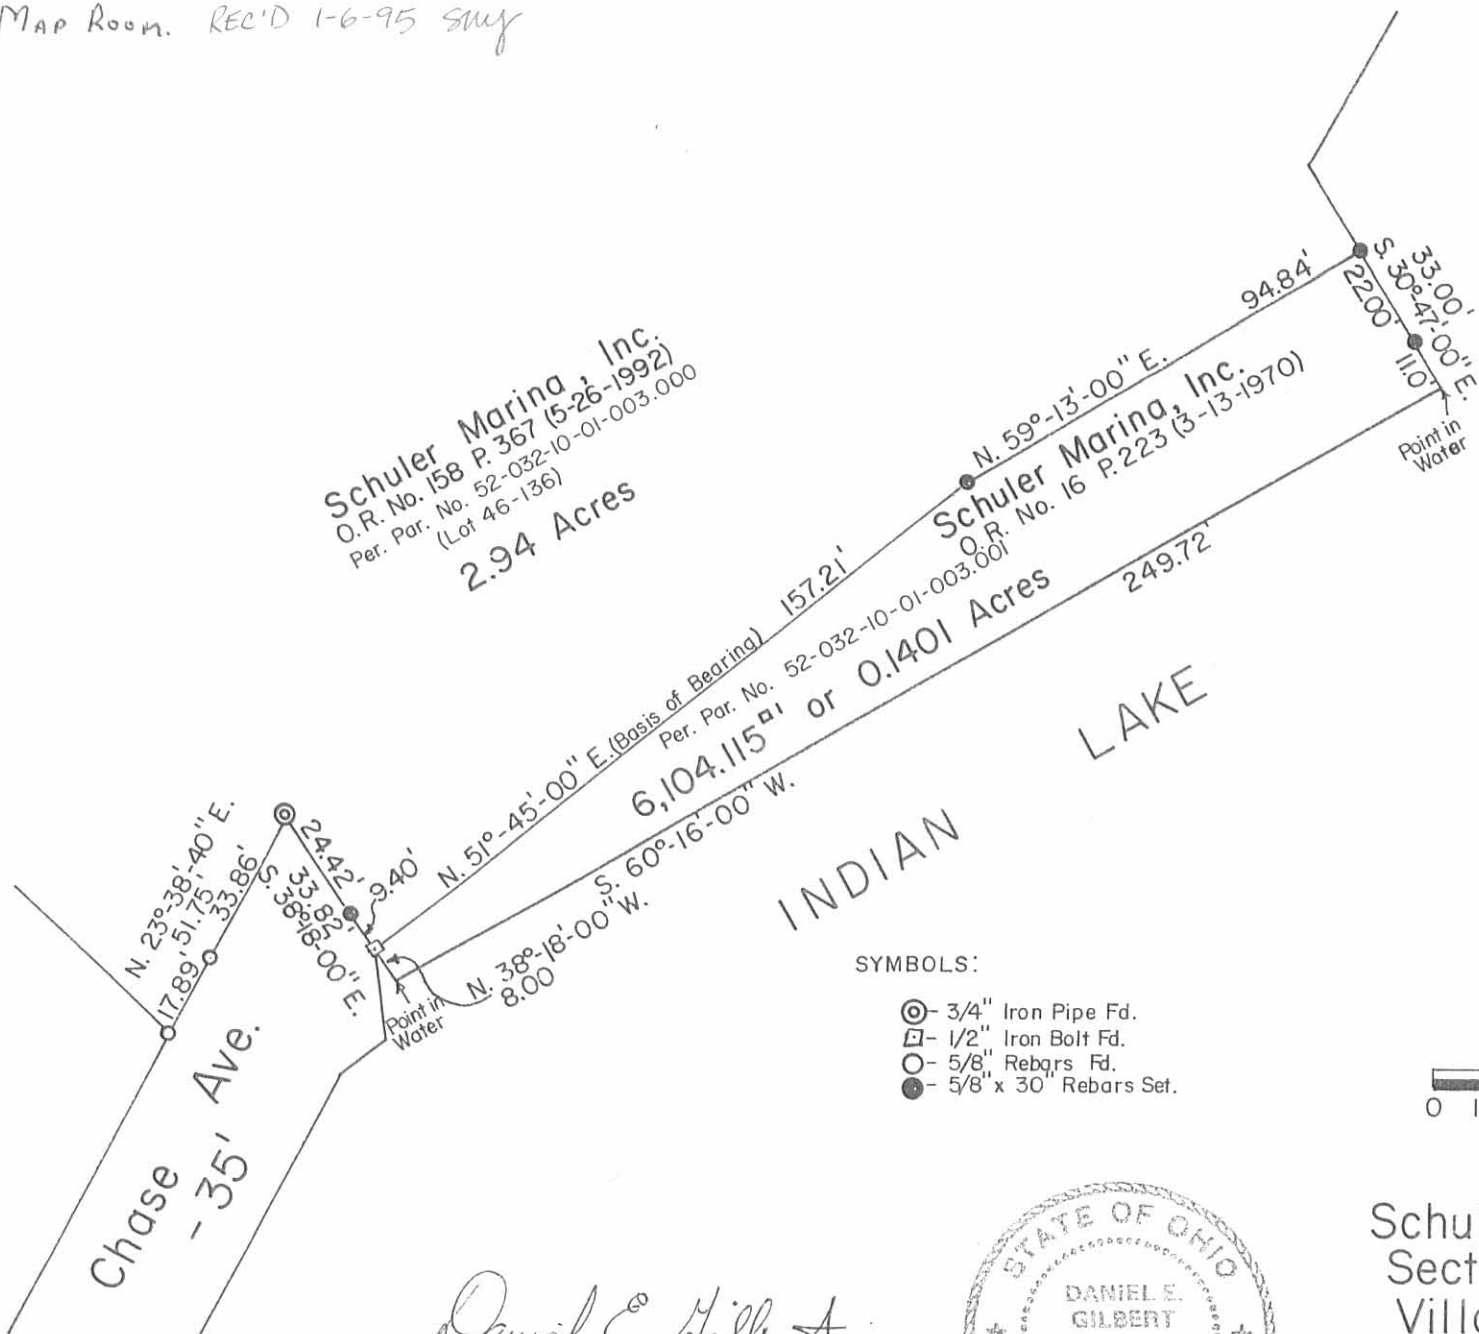 MAP ROOM. REC'D 1-6-95
Schuler Marina, Inc.
O.R. No. 158 P. 367 (5-26-1992)
Per. Par. No. 52-032-10-01-003.000
(Lot 46-136)
2.94 Acres
94.84'
N. 59°-13'-00" E.
33.00'
S. 30°-47'-00" E.
22.00'
11.0'
Point in
Water
Schuler Marina, Inc.
O.R. No. 16 P. 223 (3-13-1970)
Per. Par. No. 52-032-10-01-003.001
6,104.115□' or 0.1401 Acres
157.21'
N. 51°-45'-00" E.(Basis of Bearing)
249.72'
S. 60°-16'-00" W.
INDIAN LAKE
N. 23°-38'-40" E.
51.75'
33.86'
17.89'
24.42'
33.82'
S. 38°-18'-00" E.
9.40'
N. 38°-18'-00" W.
8.00
Point in
Water
Chase Ave.
- 35'
SYMBOLS:
- 3/4" Iron Pipe Fd.
- 1/2" Iron Bolt Fd.
- 5/8" Rebars Fd.
- 5/8" x 30" Rebars Set.
0 1
STATE OF OHIO
DANIEL E.
GILBERT
Daniel E. Gilbert
Schu
Sect
Villa